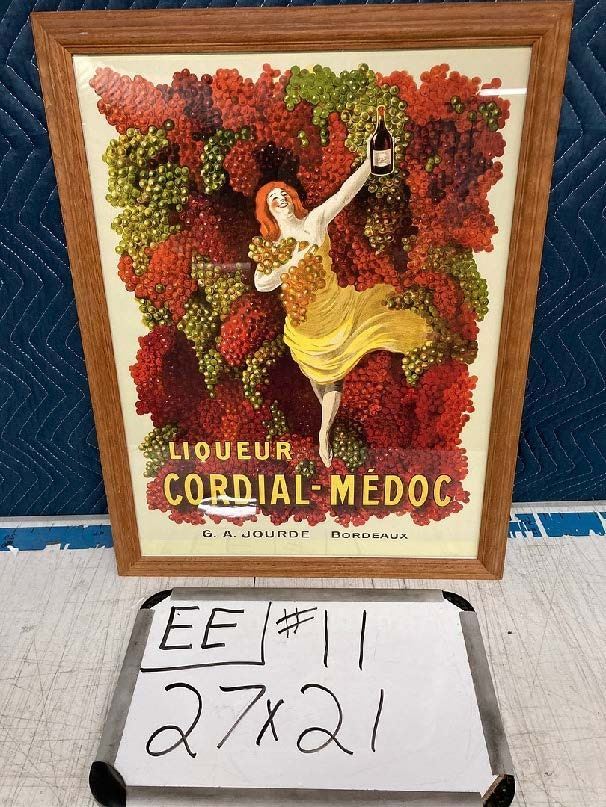 LIQUEUR
CORDIAL-MÉDOC
G. A. JOURDE BORDEAUX
EE #11
27x21